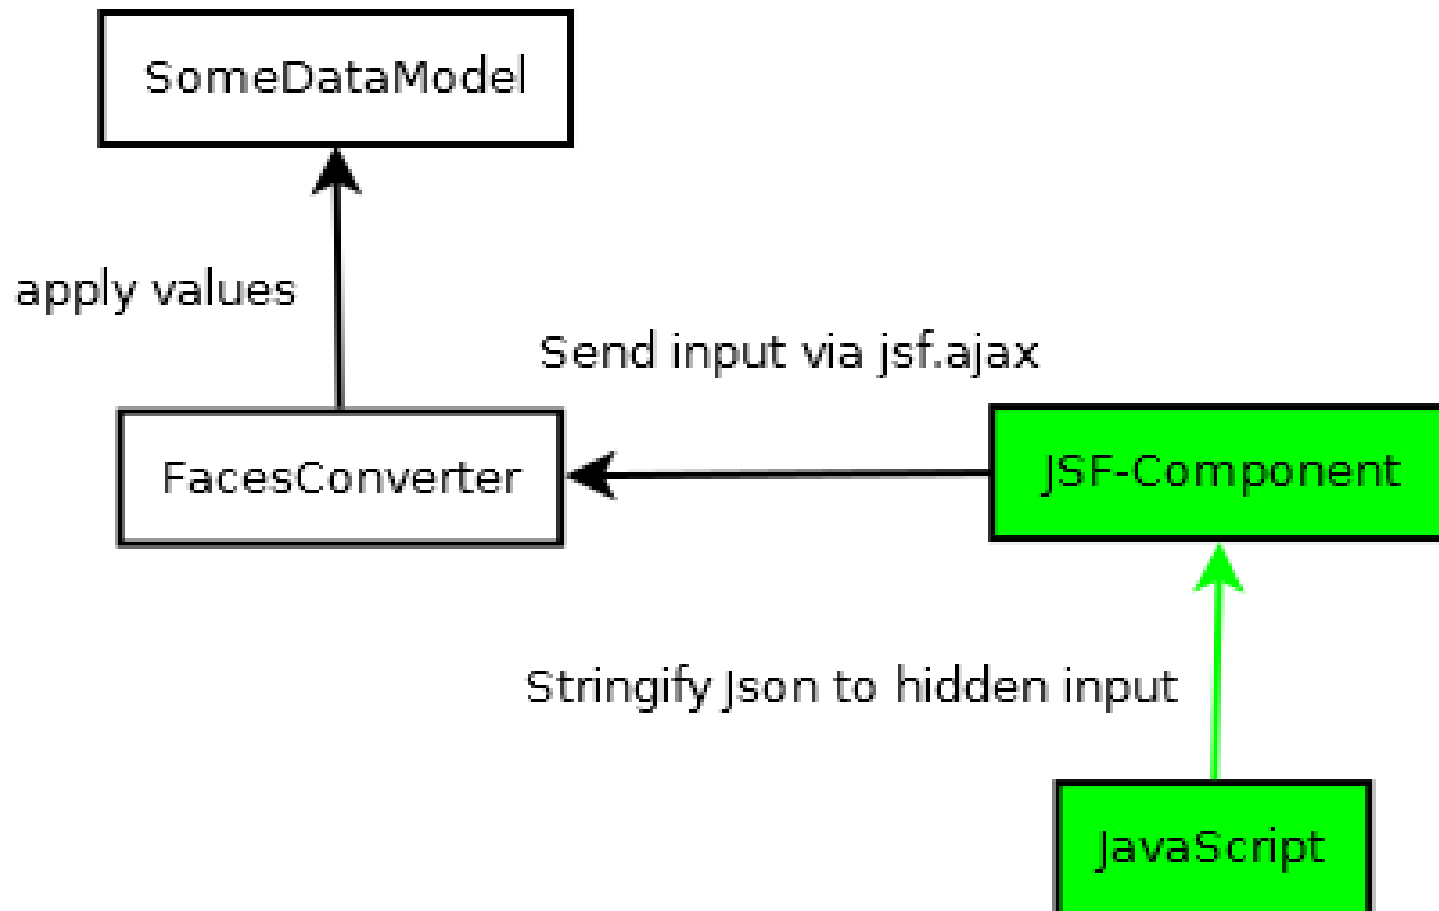 SomeDataModel
apply values
Send input via jsf.ajax
FacesConverter
JSF-Component
Stringify Json to hidden input
JavaScript